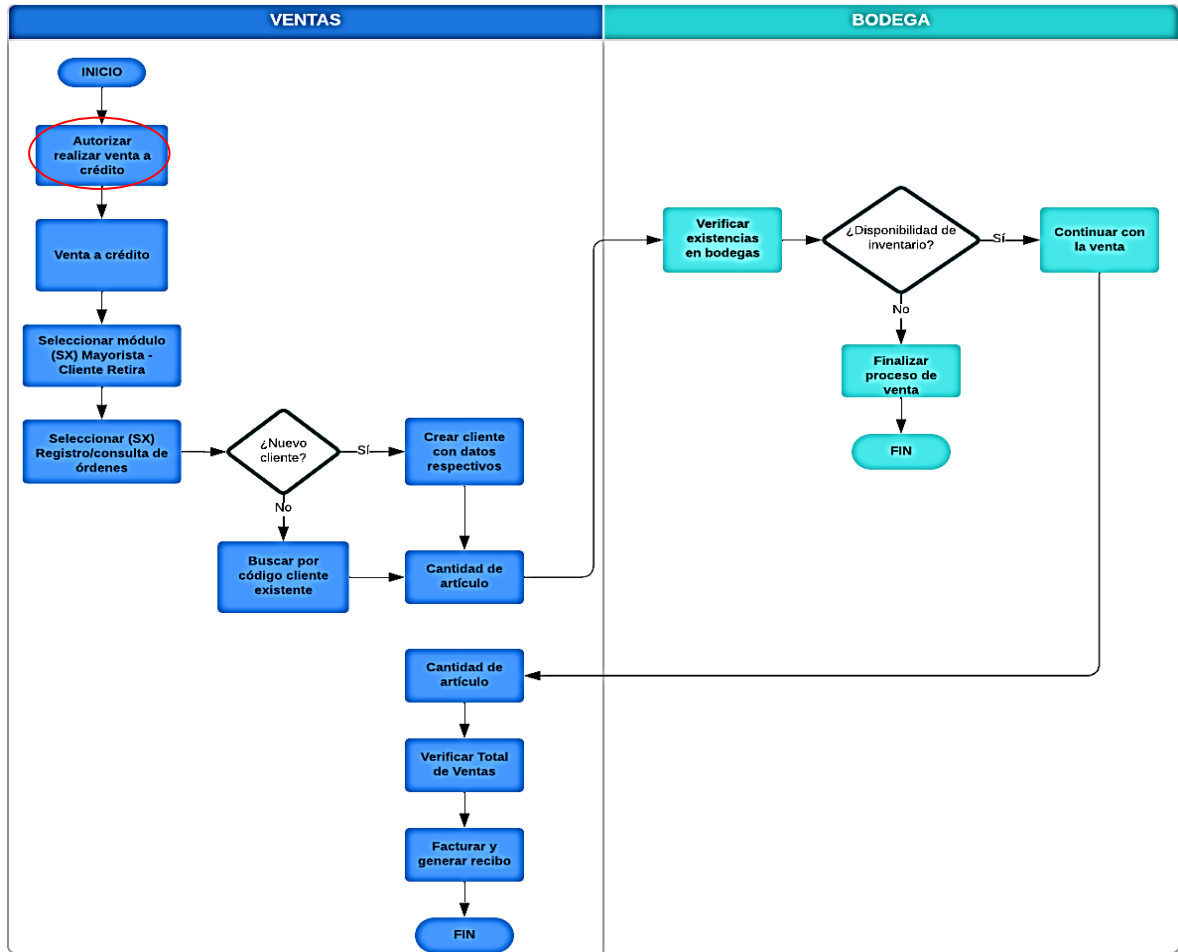 VENTAS
BODEGA
INICIO
Autorizar
realizar venta a
crédito
Venta a crédito
Seleccionar módulo
(SX) Mayorista -
Cliente Retira
Seleccionar (SX)
Registro/consulta de
órdenes
¿Nuevo
cliente?
Sí
Crear cliente
con datos
respectivos
No
Buscar por
código cliente
existente
Cantidad de
artículo
Verificar
existencias
en bodegas
¿Disponibilidad de
inventario?
Sí
Continuar con
la venta
No
Finalizar
proceso de
venta
FIN
Cantidad de
artículo
Verificar Total
de Ventas
Facturar y
generar recibo
FIN